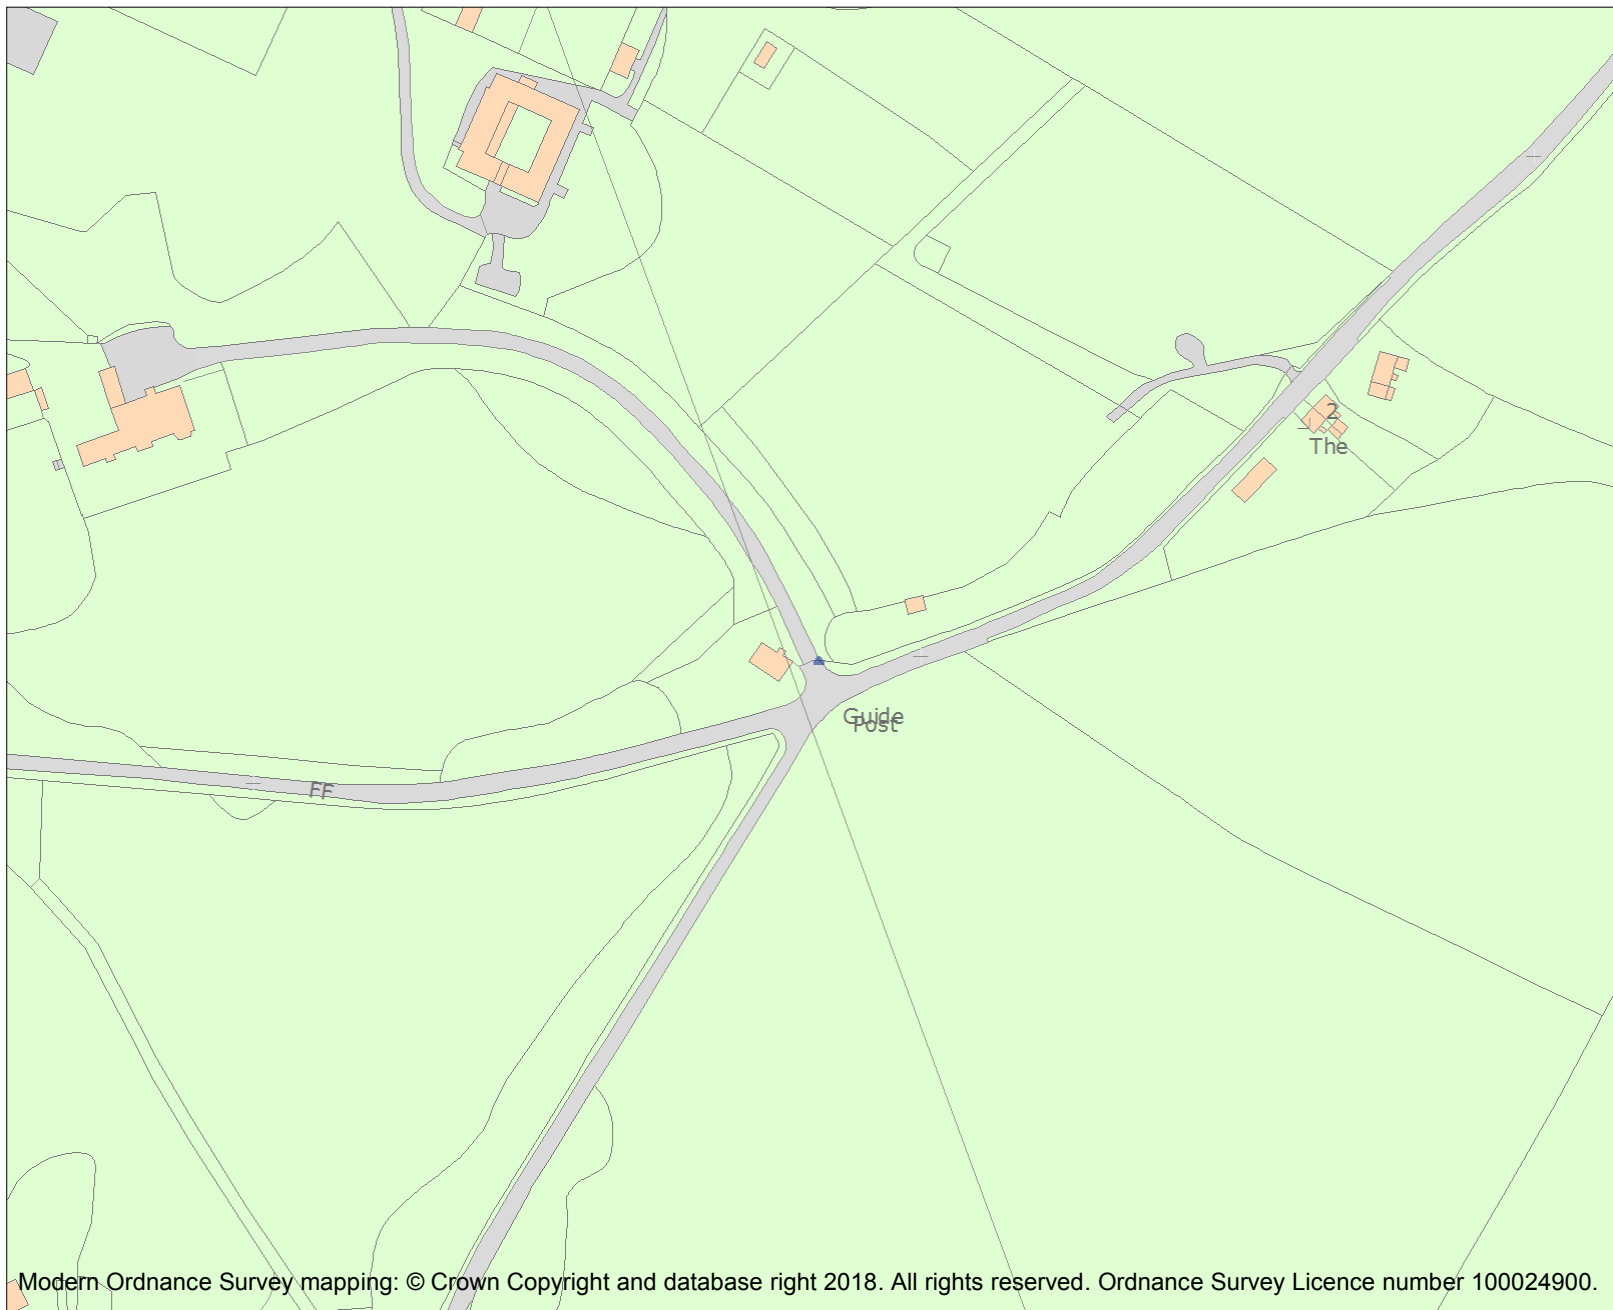 2
The
Guide
Post
FF
Modern Ordnance Survey mapping: © Crown Copyright and database right 2018. All rights reserved. Ordnance Survey Licence number 100024900.